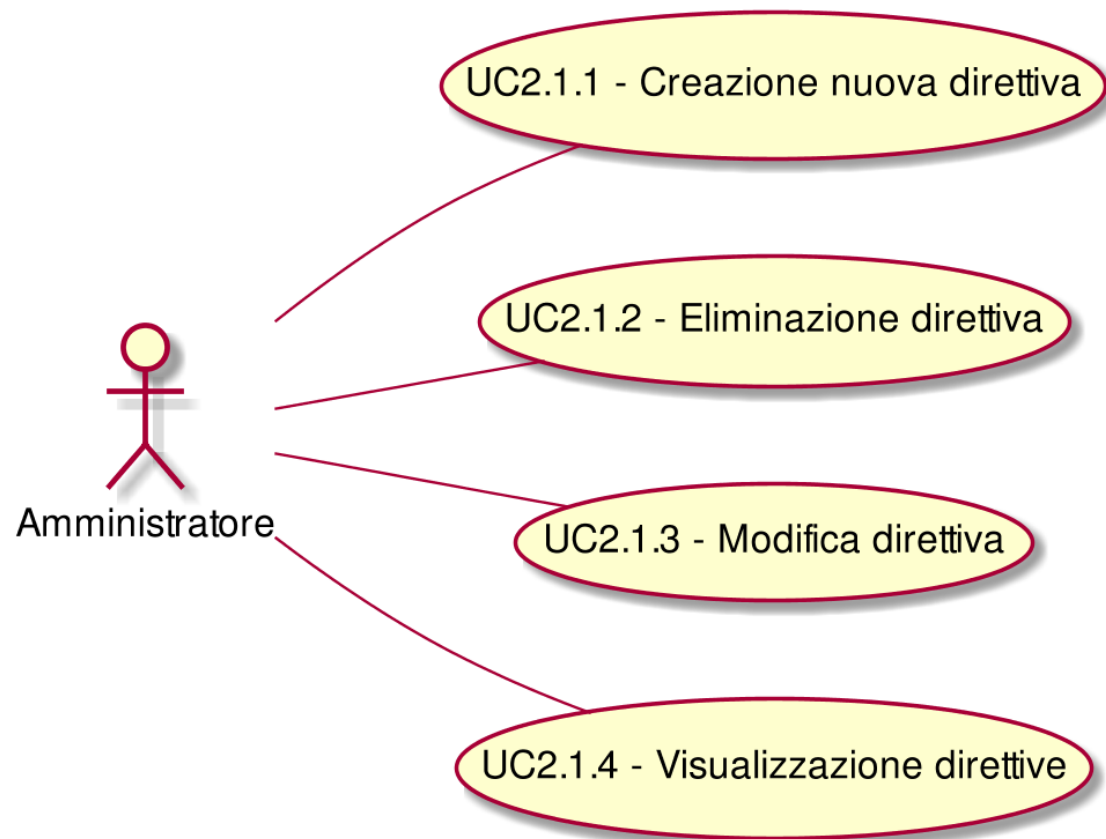 UC2.1.1 - Creazione nuova direttiva
UC2.1.2 - Eliminazione direttiva
Amministratore
UC2.1.3 - Modifica direttiva
UC2.1.4 - Visualizzazione direttive